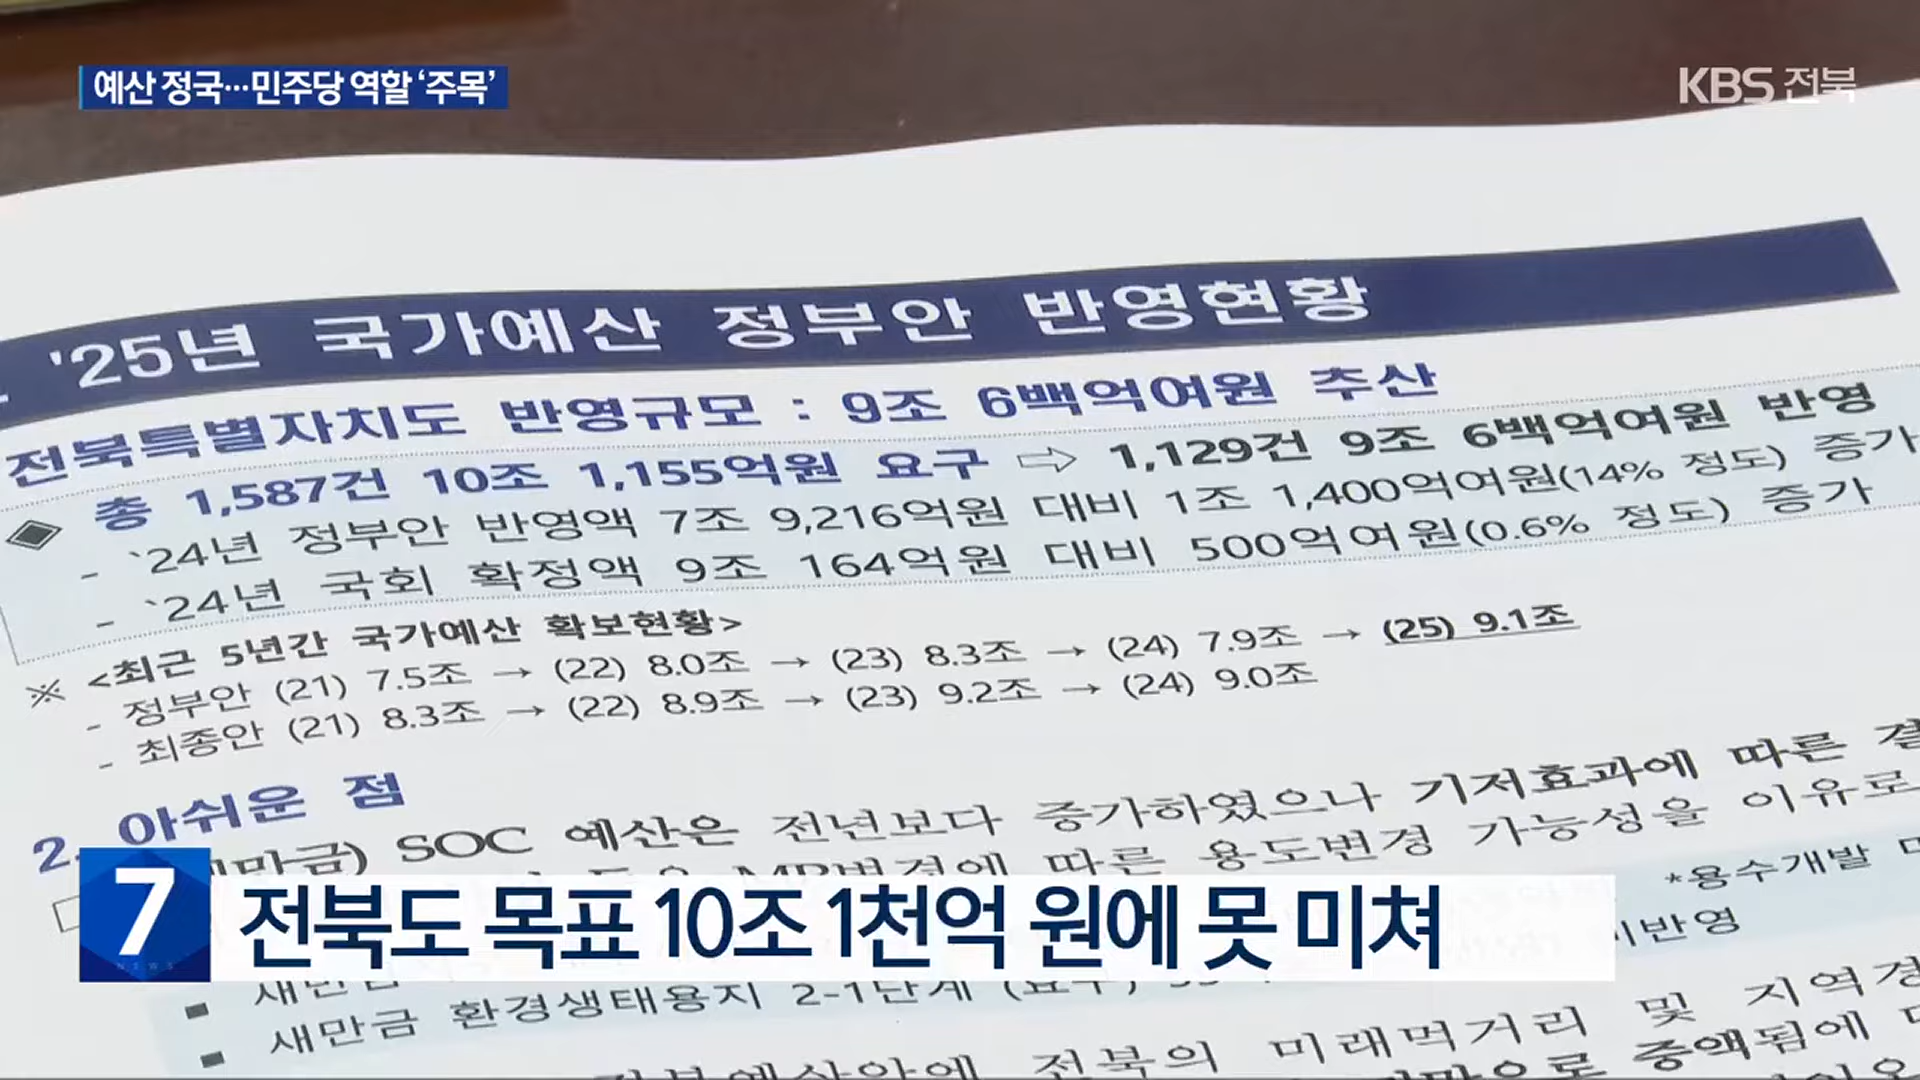 예산 정국…민주당 역할 ‘주목’
KBS 전북
'25년 국가예산 정부안 반영현황
전북특별자치도 반영규모 : 9조 6백억여원 추산
◈ 총 1,587건 10조 1,155억원 요구 ⇨ 1,129건 9조 6백억여원 반영
- `24년 정부안 반영액 7조 9,216억원 대비 1조 1,400억여원(14% 정도) 증가
- `24년 국회 확정액 9조 164억원 대비 500억여원(0.6% 정도) 증가
※ <최근 5년간 국가예산 확보현황>
- 정부안 (21) 7.5조 → (22) 8.0조 → (23) 8.3조 → (24) 7.9조 → (25) 9.1조
- 최종안 (21) 8.3조 → (22) 8.9조 → (23) 9.2조 → (24) 9.0조
2. 아쉬운 점
SOC 예산은 전년보다 증가하였으나 기저효과에 따른
따른 용도변경 가능성을 이유로
*용수개발
7
NEWS
전북도 목표 10조 1천억 원에 못 미쳐
미반영
▪ 새만금 환경생태용지 2-1단계
전북의 미래먹거리 및
증액됨에